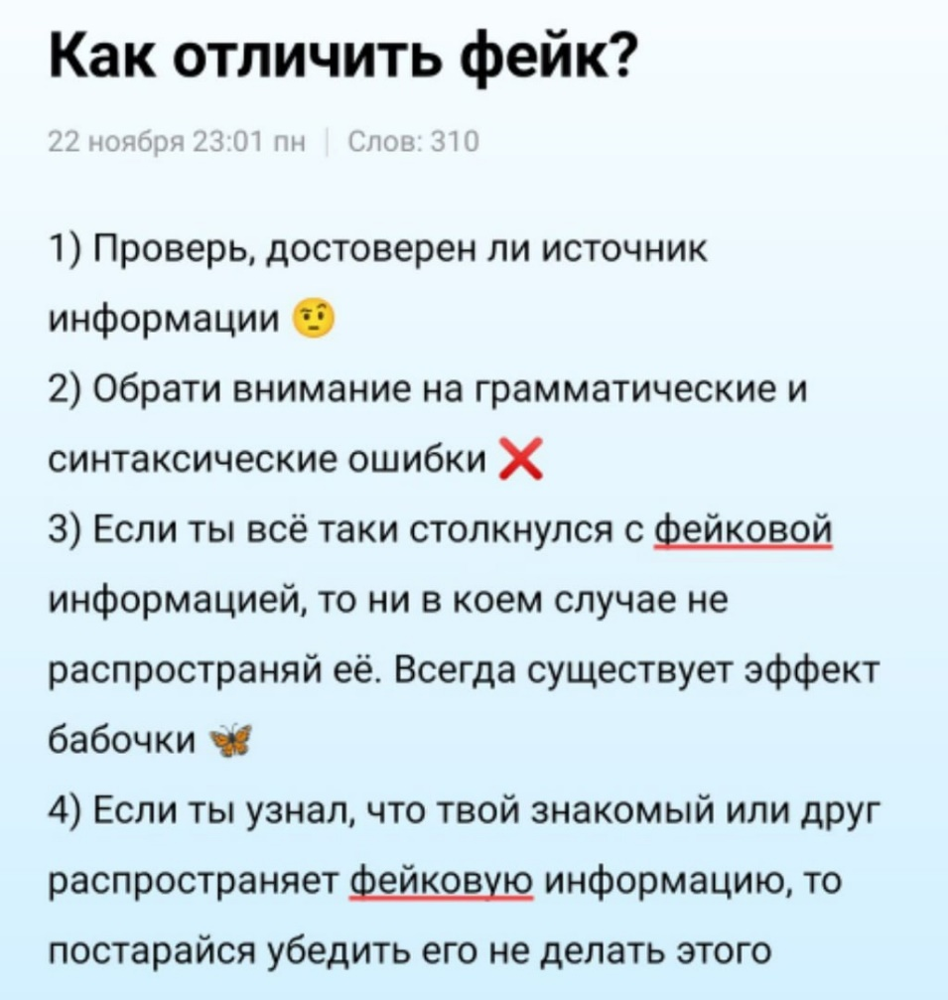 Как отличить фейк?
22 ноября 23:01 пн | Слов: 310
1) Проверь, достоверен ли источник
информации 🤨
2) Обрати внимание на грамматические и
синтаксические ошибки ❌
3) Если ты всё таки столкнулся с фейковой
информацией, то ни в коем случае не
распространяй её. Всегда существует эффект
бабочки 🦋
4) Если ты узнал, что твой знакомый или друг
распространяет фейковую информацию, то
постарайся убедить его не делать этого